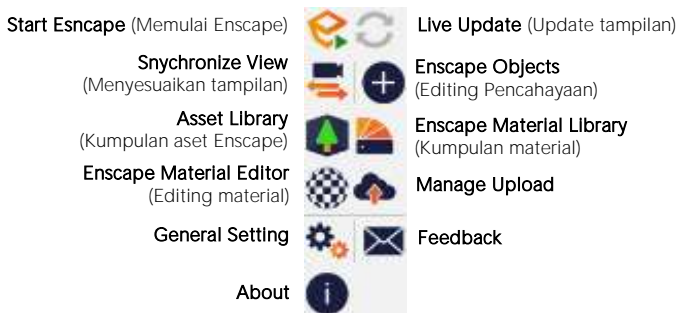 Start Esncape (Memulai Enscape)
Live Update (Update tampilan)
Snychronize View
(Menyesuaikan tampilan)
Enscape Objects
(Editing Pencahayaan)
Asset Library
(Kumpulan aset Enscape)
Enscape Material Library
(Kumpulan material)
Enscape Material Editor
(Editing material)
Manage Upload
General Setting
Feedback
About
i